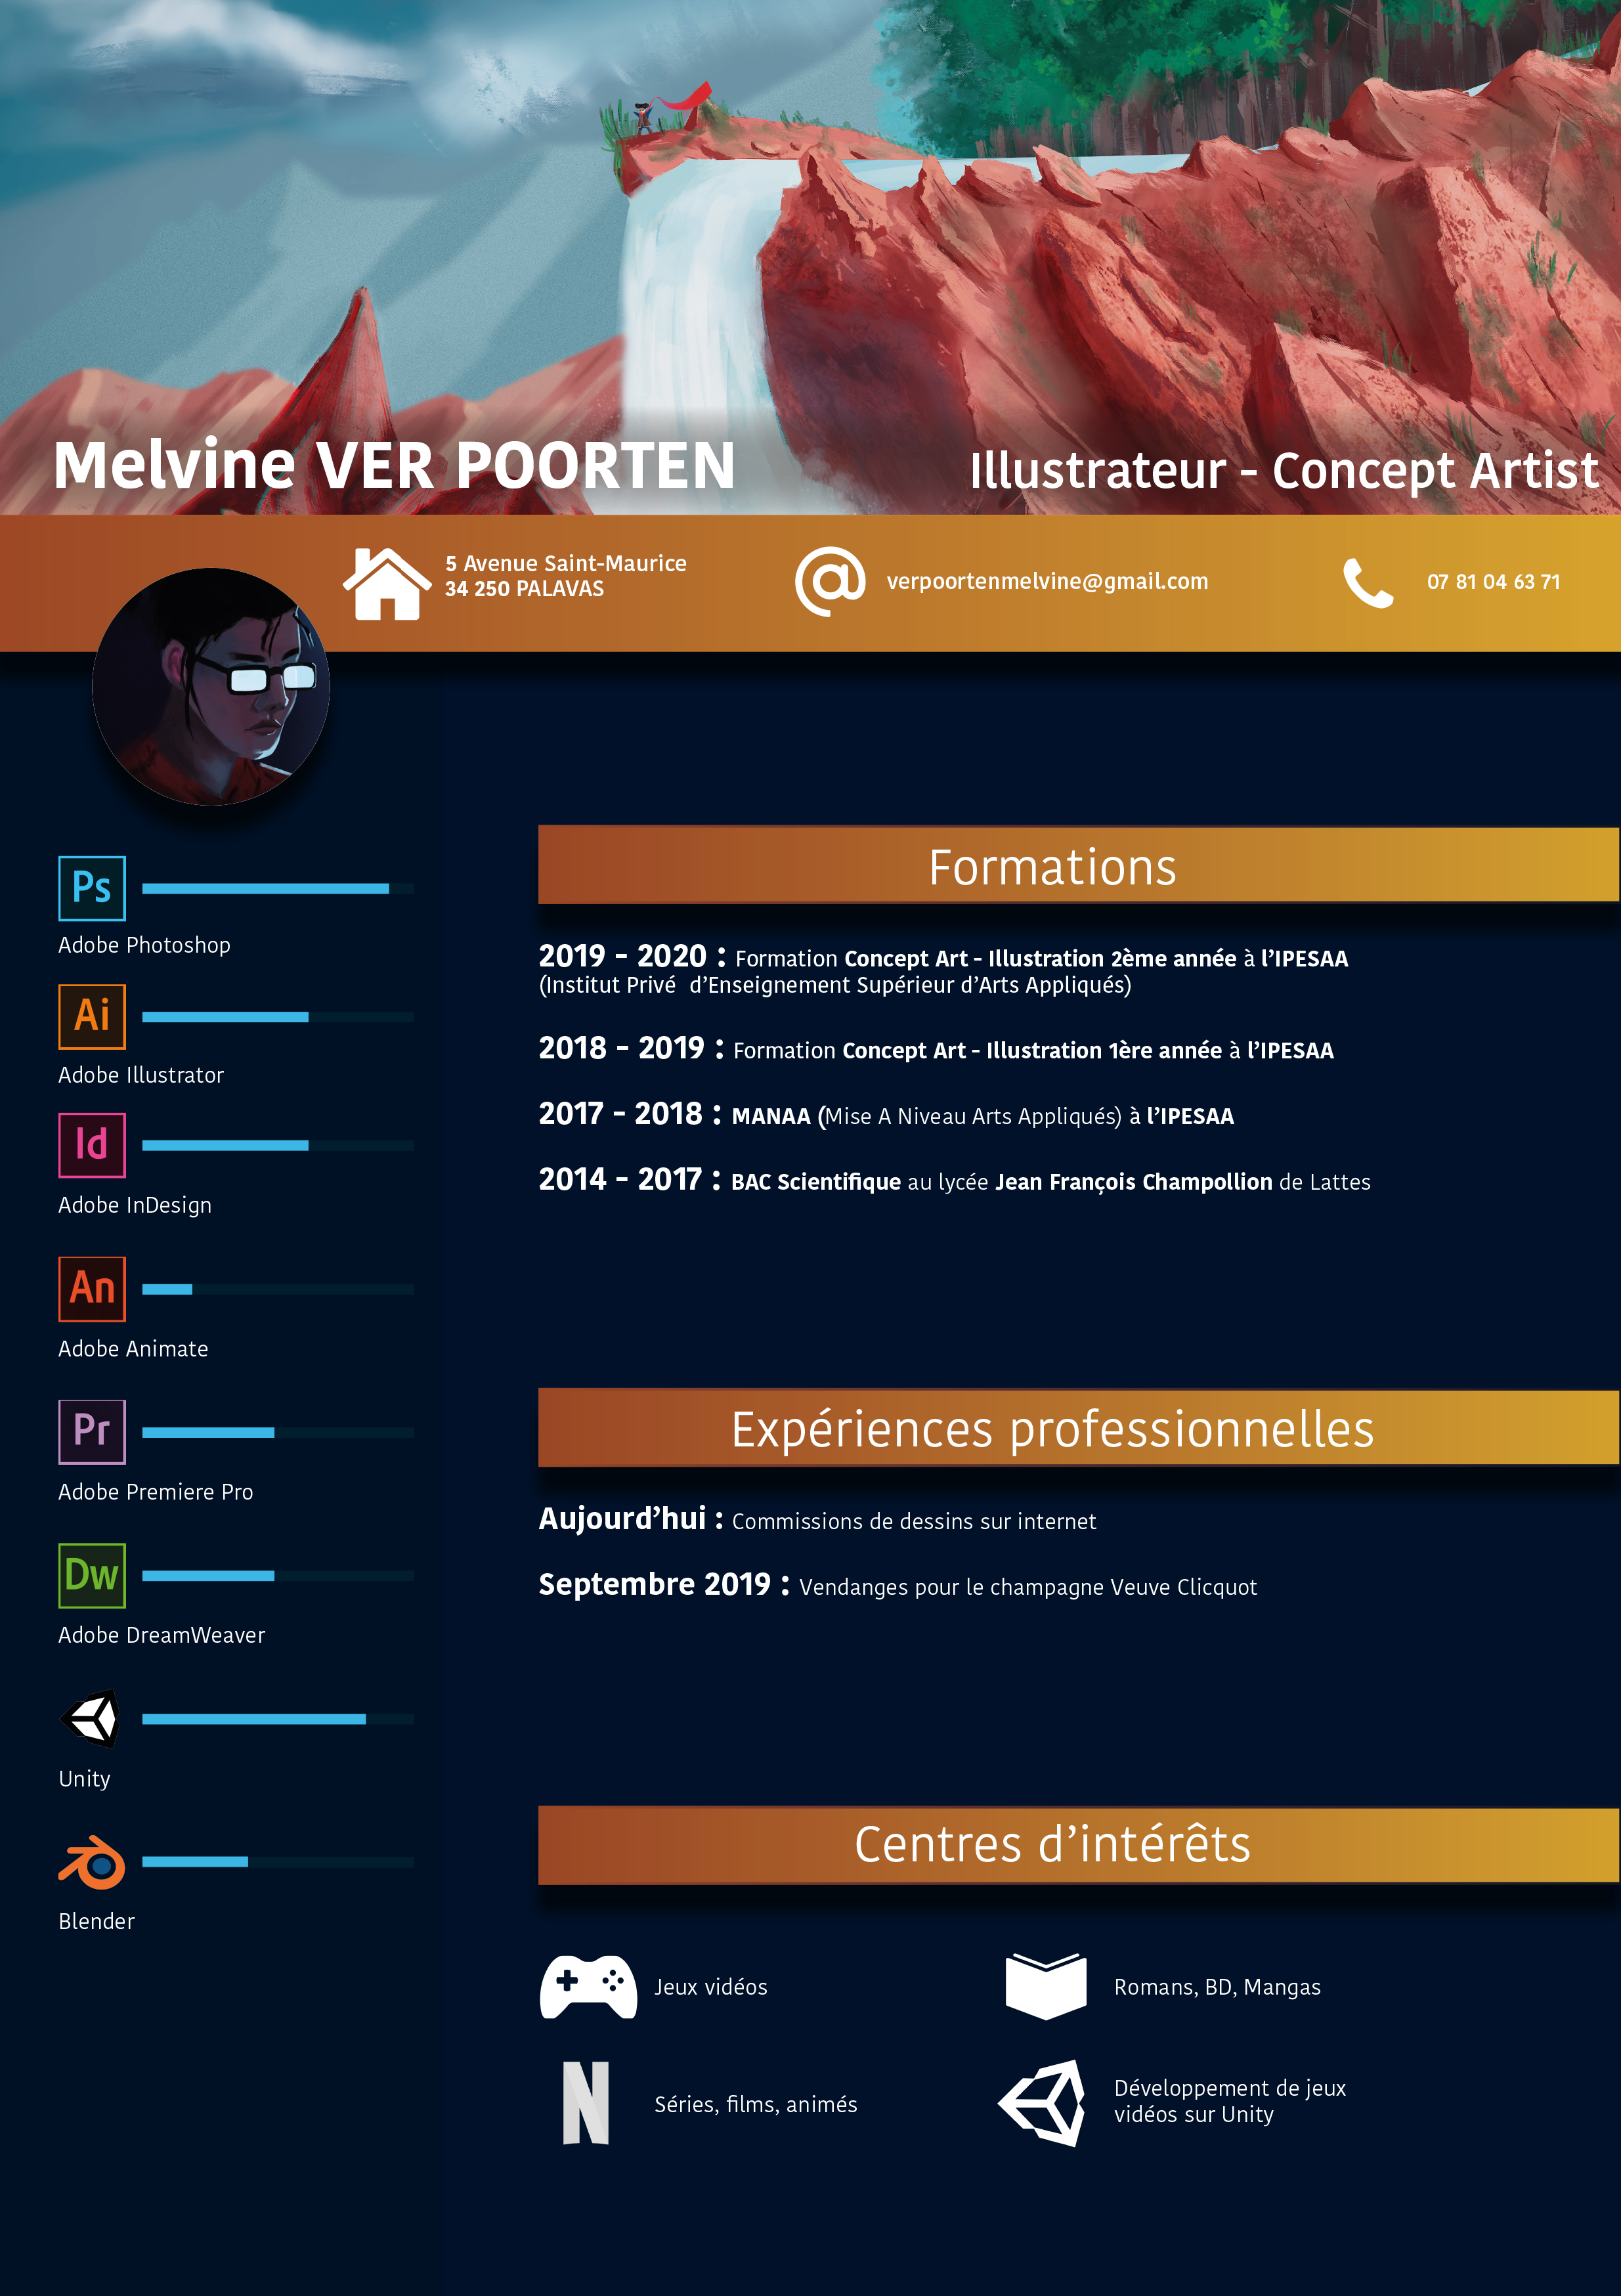 Melvine VER POORTEN
Illustrateur - Concept Artist
5 Avenue Saint-Maurice
34 250 PALAVAS
verpoortenmelvine@gmail.com
07 81 04 63 71
Ps
Adobe Photoshop
Ai
Adobe Illustrator
Id
Adobe InDesign
An
Adobe Animate
Pr
Adobe Premiere Pro
Dw
Adobe DreamWeaver
Unity
Blender
Formations
2019 - 2020 : Formation Concept Art - Illustration 2ème année à l'IPESAA
(Institut Privé  d'Enseignement Supérieur d'Arts Appliqués)
2018 - 2019 : Formation Concept Art - Illustration 1ère année à l'IPESAA
2017 - 2018 : MANAA (Mise A Niveau Arts Appliqués) à l'IPESAA
2014 - 2017 : BAC Scientifique au lycée Jean François Champollion de Lattes
Expériences professionnelles
Aujourd'hui : Commissions de dessins sur internet
Septembre 2019 : Vendanges pour le champagne Veuve Clicquot
Centres d'intérêts
Jeux vidéos
Romans, BD, Mangas
N
Séries, films, animés
Développement de jeux
vidéos sur Unity